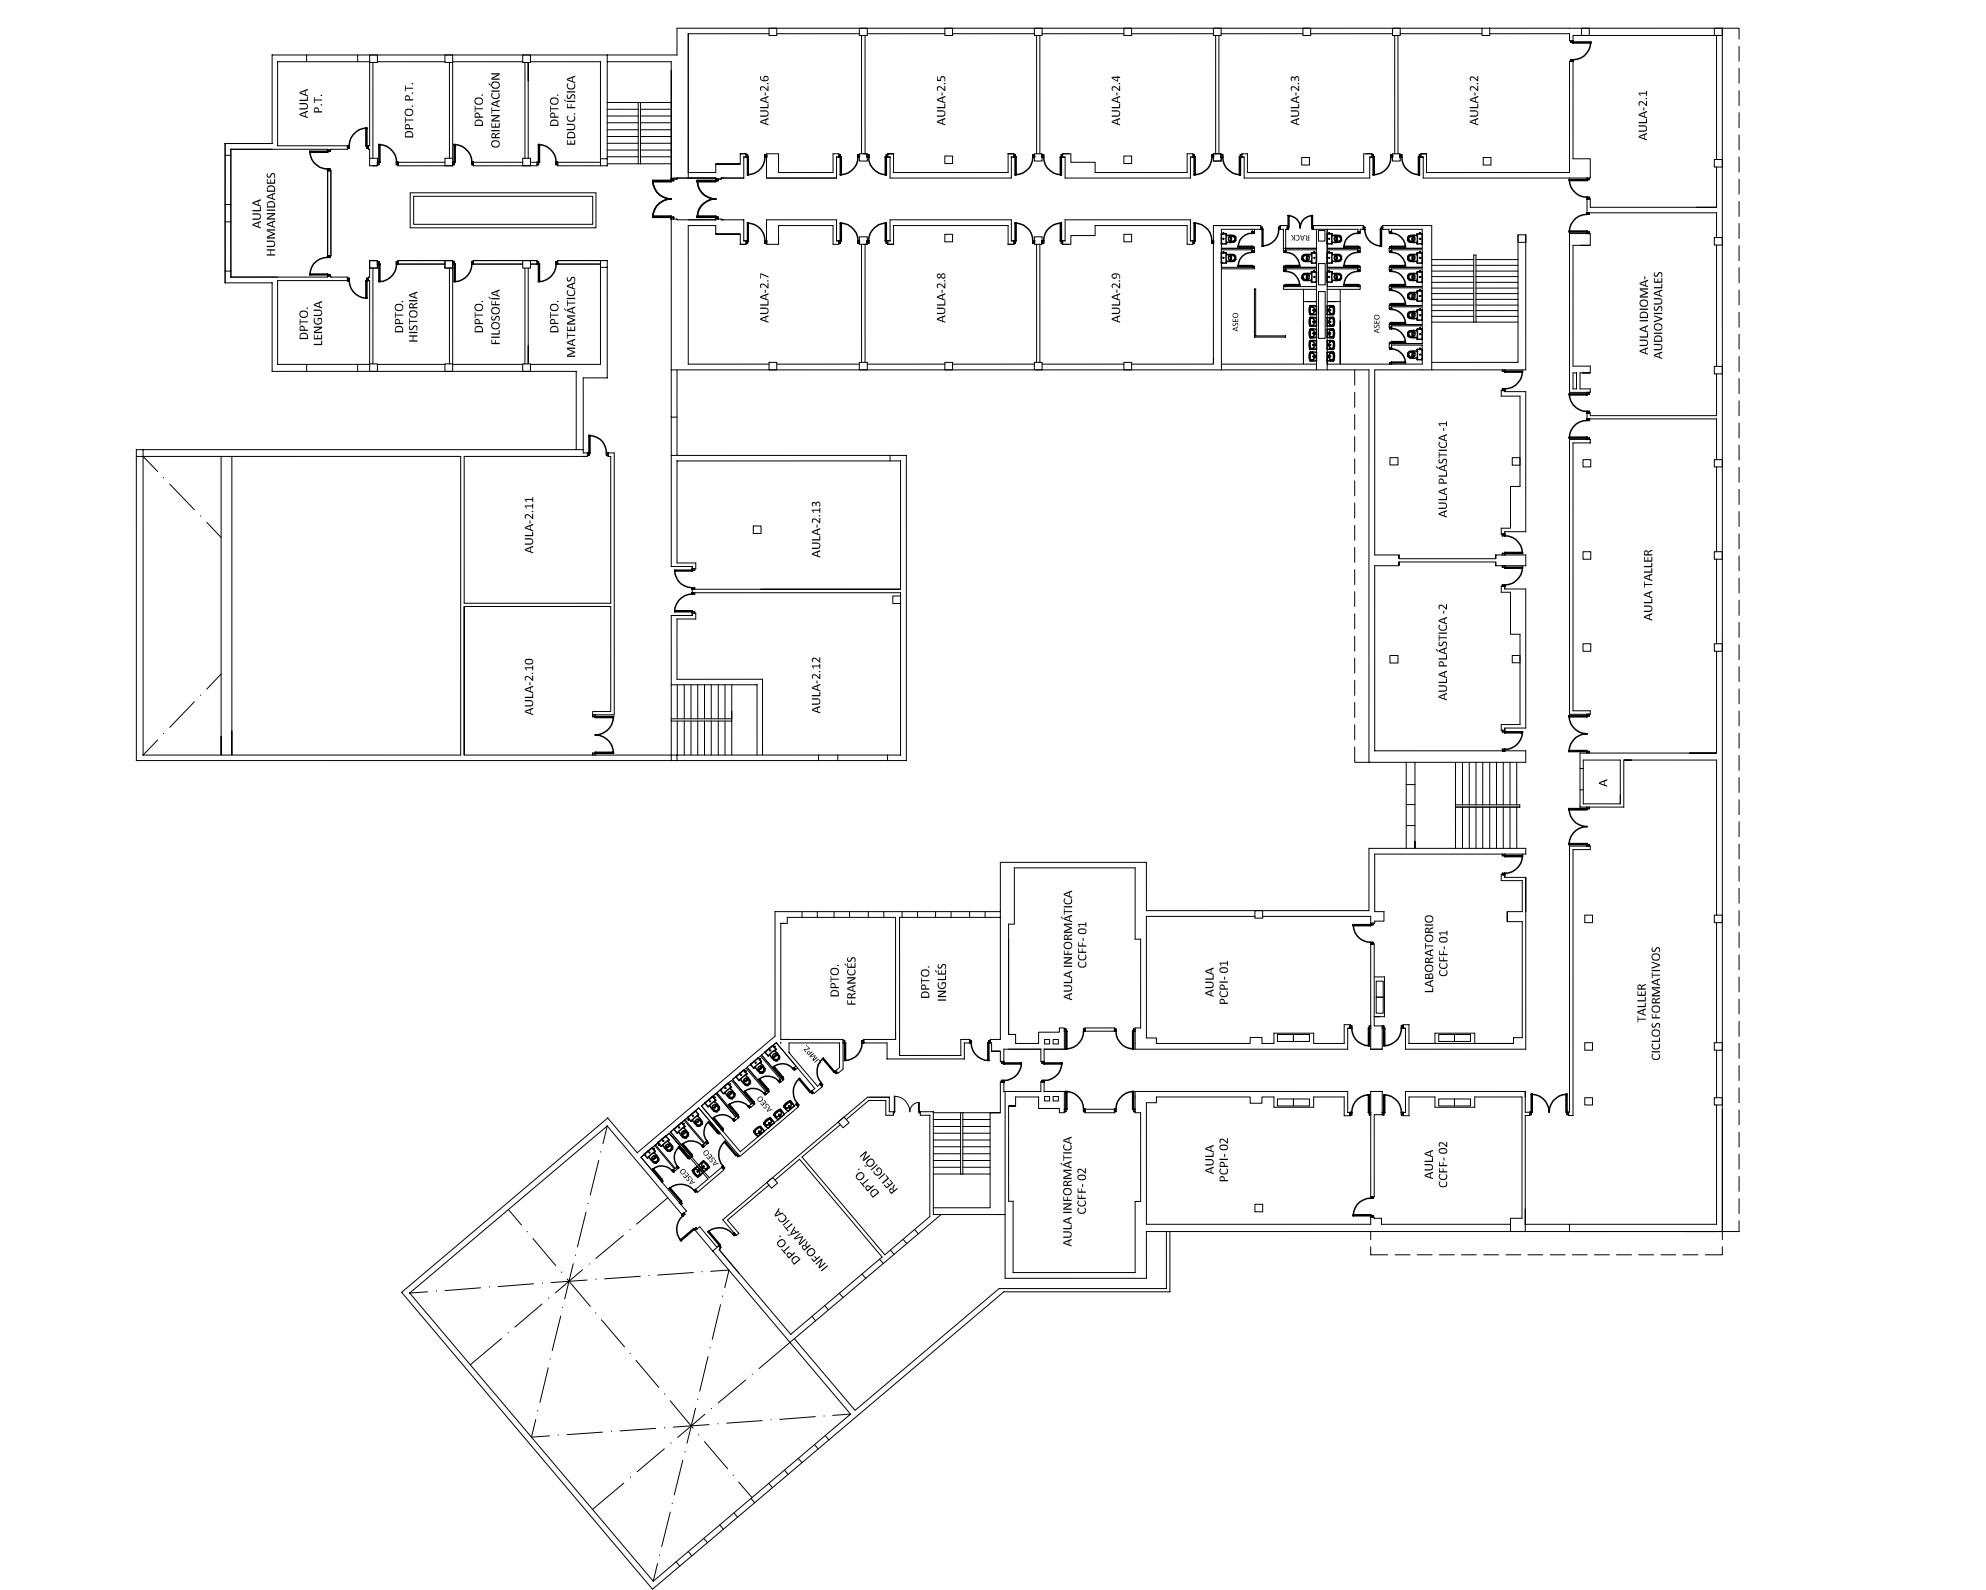 AULA
P.T.
DPTO. P.T.
DPTO.
ORIENTACIÓN
DPTO.
EDUC. FÍSICA
AULA-2.6
AULA-2.5
AULA-2.4
AULA-2.3
AULA-2.2
AULA-2.1
AULA
HUMANIDADES
DPTO.
LENGUA
DPTO.
HISTORIA
DPTO.
FILOSOFÍA
DPTO.
MATEMÁTICAS
AULA-2.7
AULA-2.8
AULA-2.9
ASEO
RACK
ASEO
AULA IDIOMA-
AUDIOVISUALES
AULA-2.11
AULA-2.13
AULA PLÁSTICA -1
AULA TALLER
AULA-2.10
AULA-2.12
AULA PLÁSTICA -2
A
DPTO.
FRANCÉS
DPTO.
INGLÉS
AULA INFORMÁTICA
CCFF- 01
AULA
PCPI- 01
LABORATORIO
CCFF- 01
TALLER
CICLOS FORMATIVOS
LIMPZ.
ASEO
ASEO
ASEO
DPTO.
RELIGIÓN
DPTO.
INFORMÁTICA
AULA INFORMÁTICA
CCFF- 02
AULA
PCPI- 02
AULA
CCFF- 02